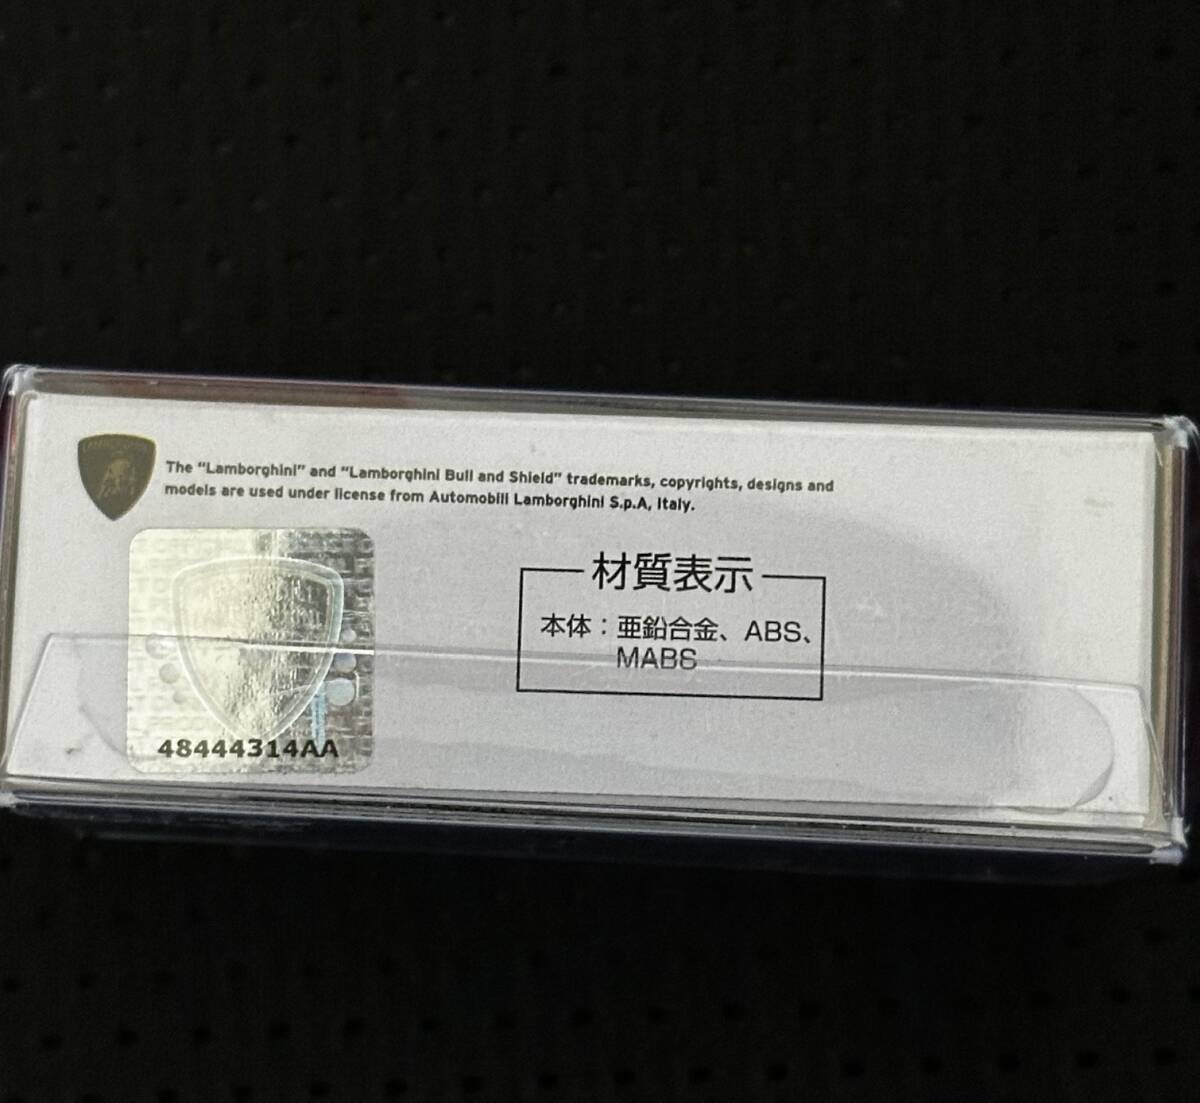 The "Lamborghini" and "Lamborghini Bull and Shield" trademarks, copyrights, designs and
models are used under license from Automobili Lamborghini S.p.A, Italy.
材質表示
本体：亜鉛合金、ABS、
MABS
48444314AA